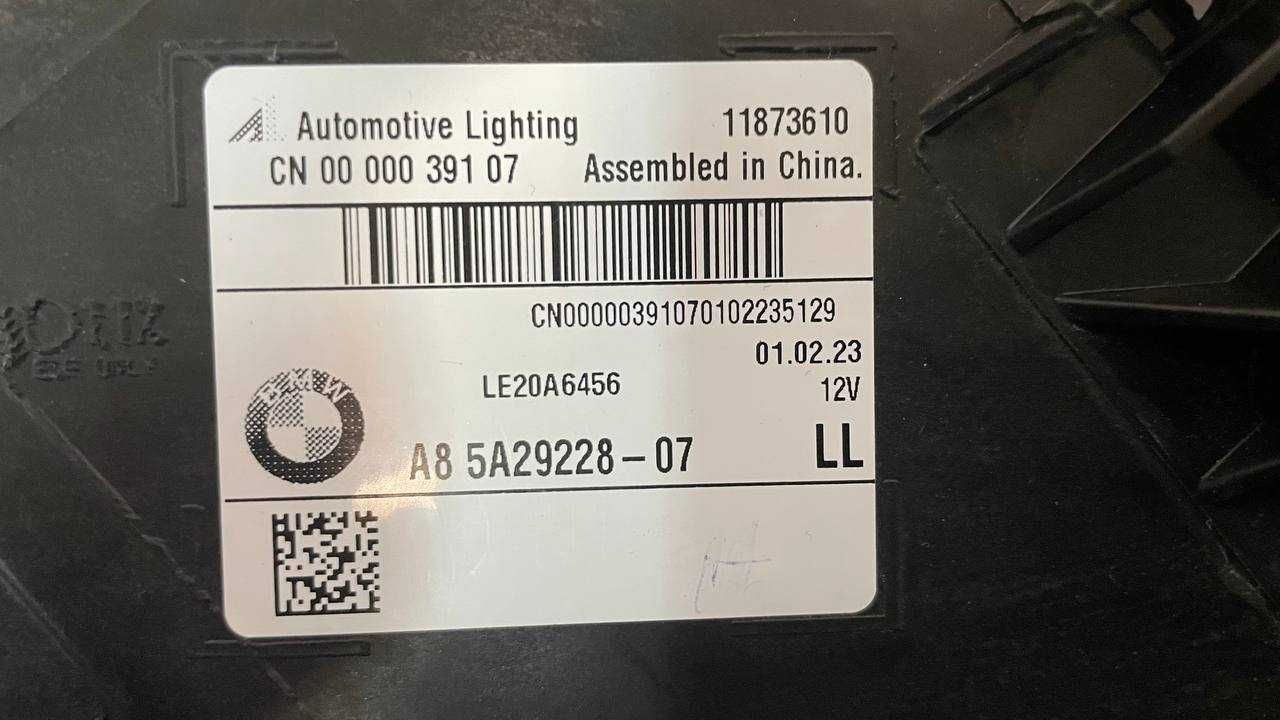 Automotive Lighting 11873610
CN 00 000 391 07 Assembled in China.
CN00000391070102235129
01.02.23
LE20A6456 12V
BMW
A8 5A29228-07 LL